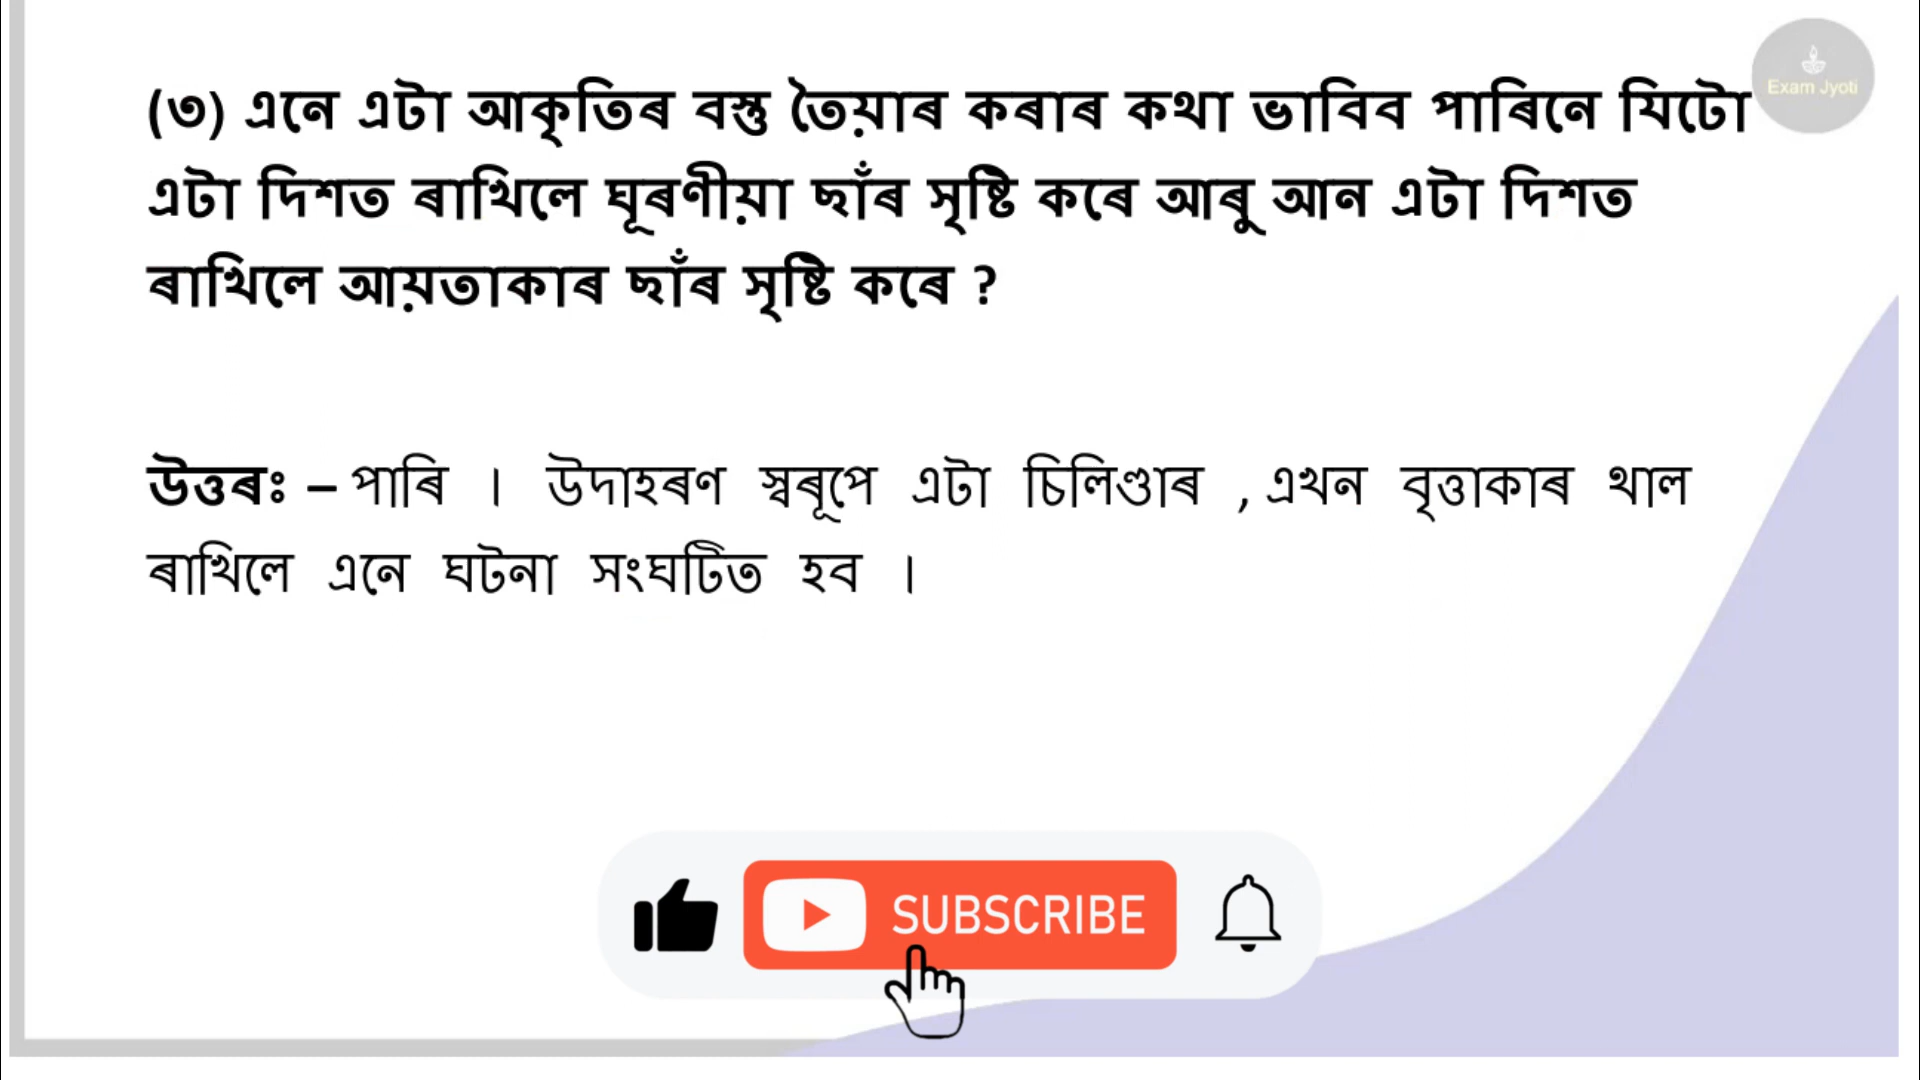 (৩) এনে এটা আকৃতিৰ বস্তু তৈয়াৰ কৰাৰ কথা ভাবিব পাৰিনে যিটো
Exam Jyoti
এটা দিশত ৰাখিলে ঘূৰণীয়া ছাঁৰ সৃষ্টি কৰে আৰু আন এটা দিশত
ৰাখিলে আয়তাকাৰ ছাঁৰ সৃষ্টি কৰে ?
উত্তৰঃ – পাৰি । উদাহৰণ স্বৰূপে এটা চিলিণ্ডাৰ , এখন বৃত্তাকাৰ থাল
ৰাখিলে এনে ঘটনা সংঘটিত হব ।
SUBSCRIBE